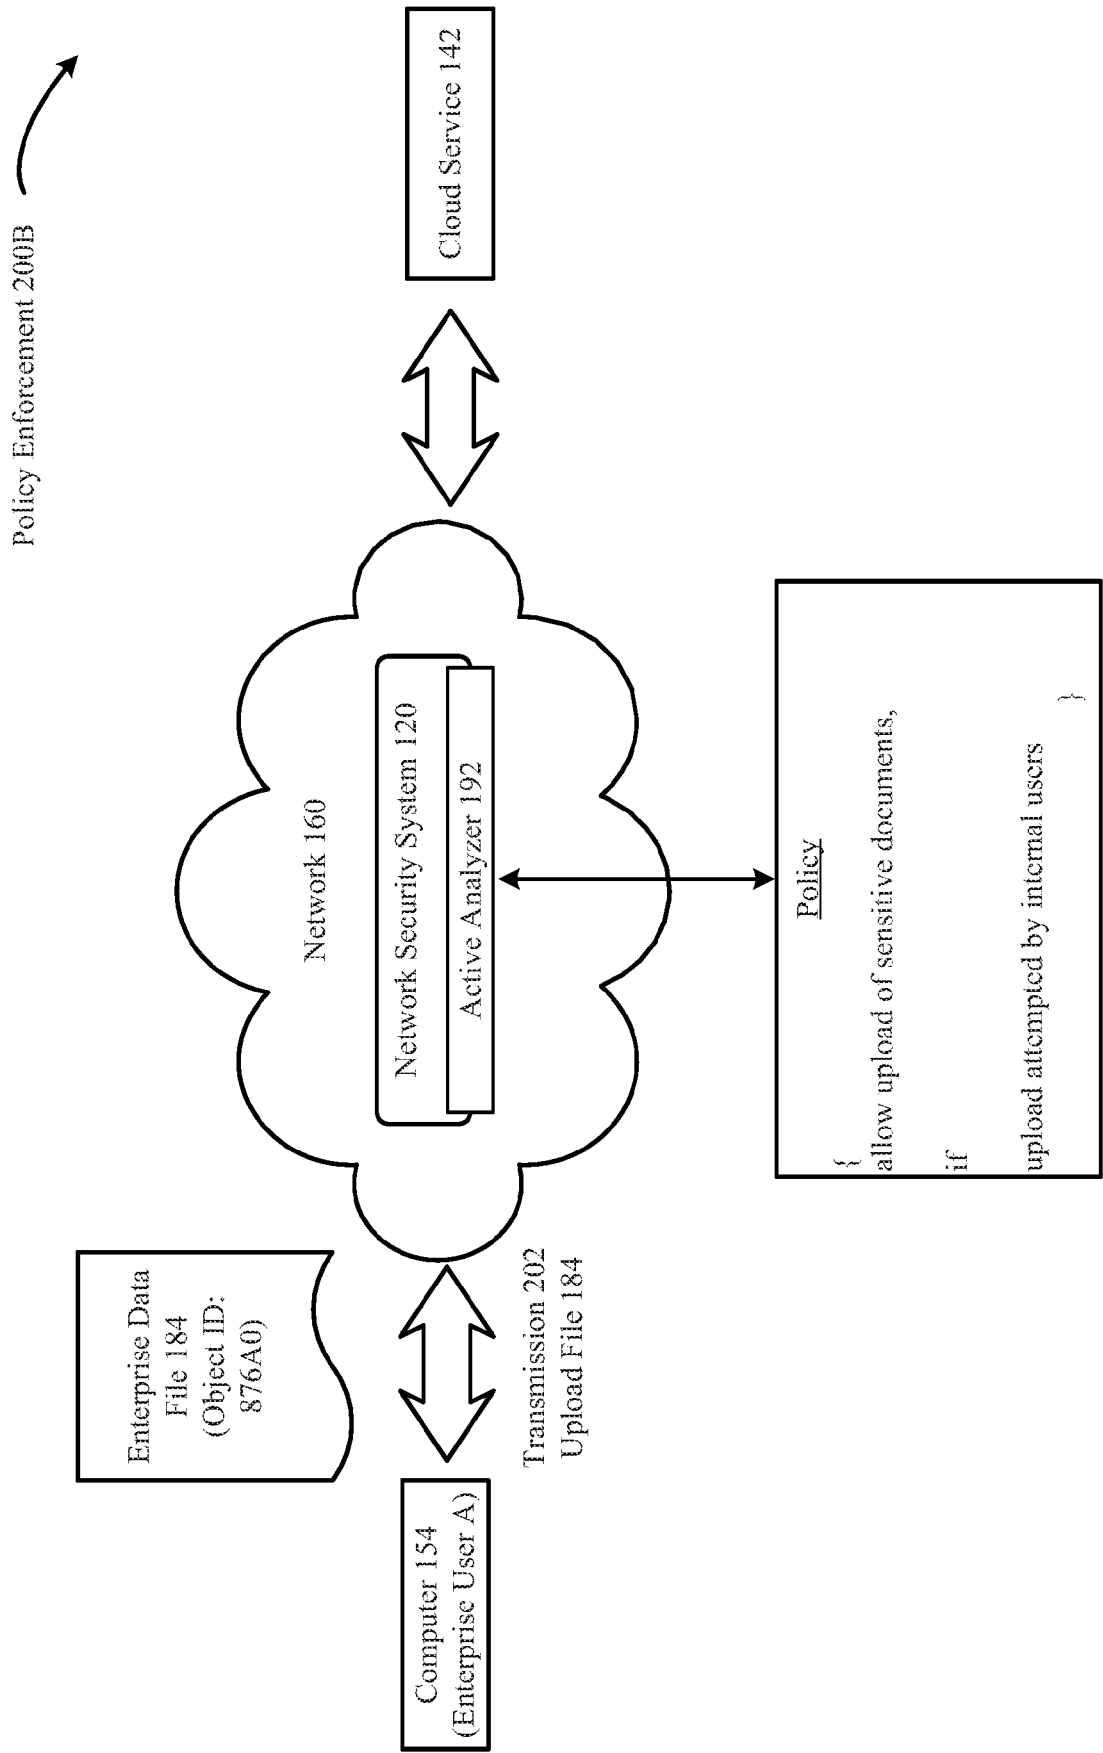 Policy Enforcement 200B
Enterprise Data
File 184
(Object ID:
876A0)
Computer 154
(Enterprise User A)
Transmission 202
Upload File 184
Network 160
Network Security System 120
Active Analyzer 192
Cloud Service 142
Policy
{
allow upload of sensitive documents,
if
upload attempted by internal users
}